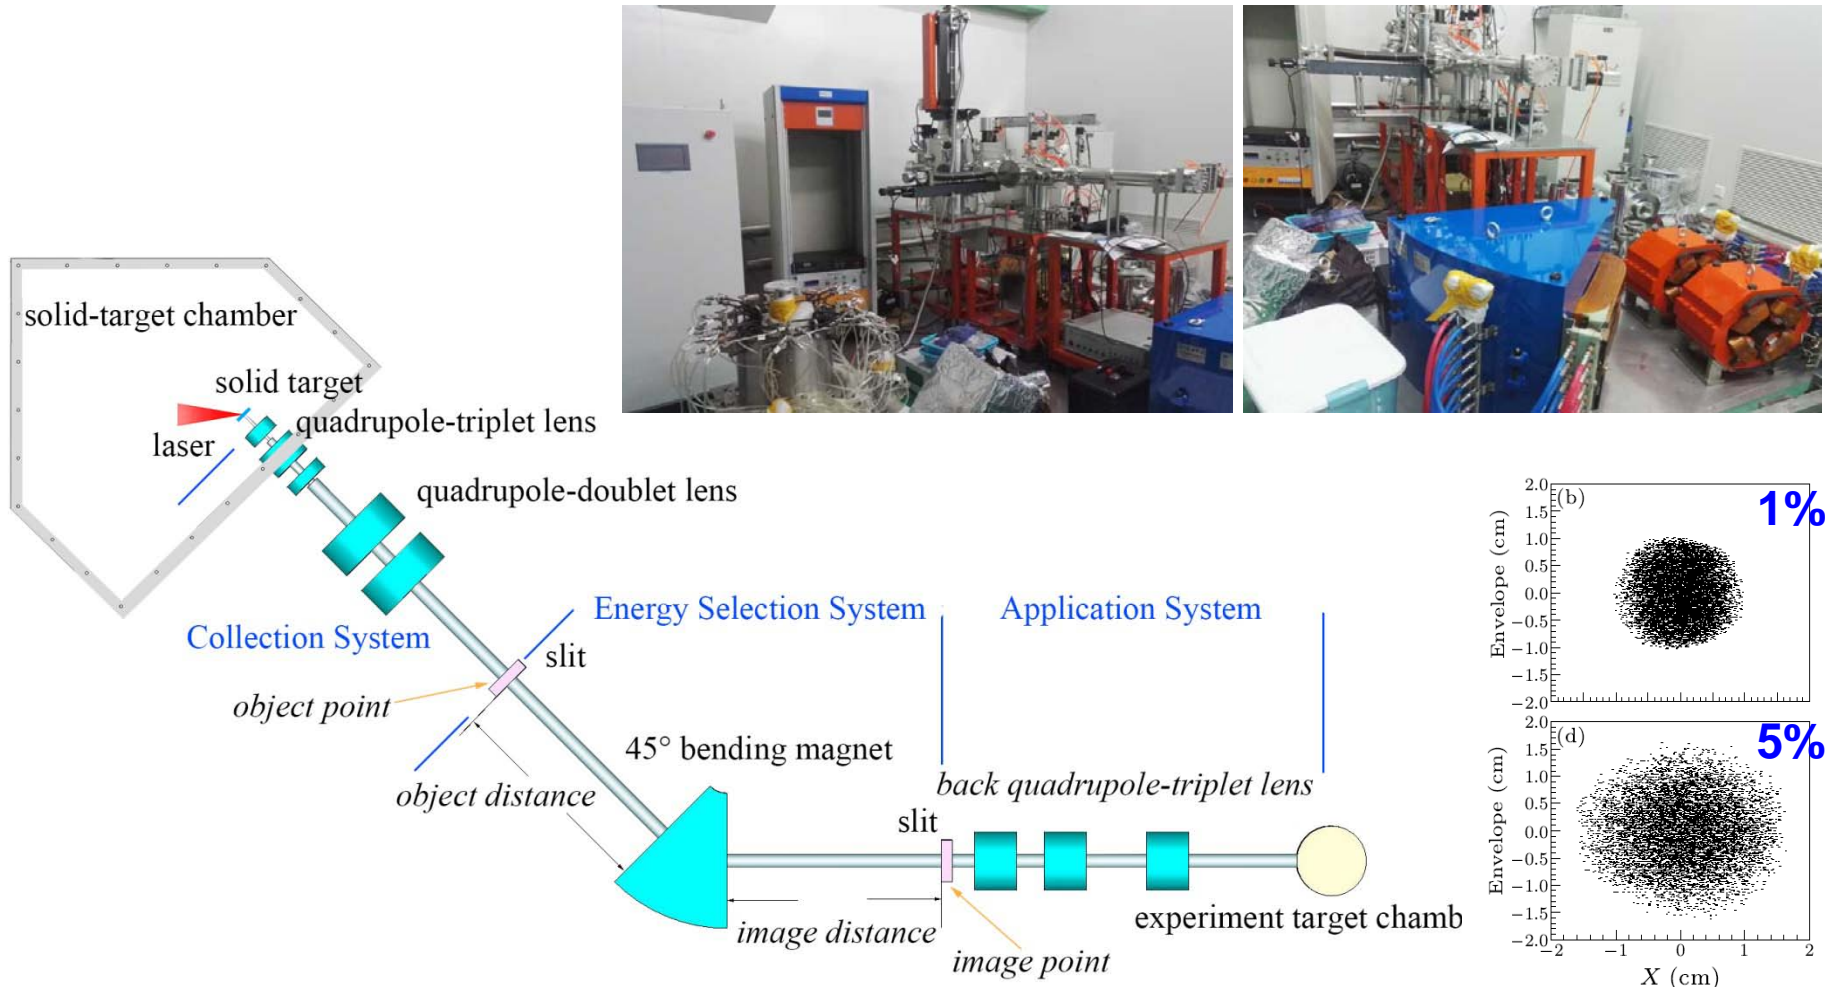 solid-target chamber
solid target
quadrupole-triplet lens
laser
quadrupole-doublet lens
Collection System
Energy Selection System
Application System
slit
object point
45° bending magnet
object distance
back quadrupole-triplet lens
slit
image distance
experiment target chamb
image point
(b)
1%
Envelope (cm)
2.0
1.5
1.0
0.5
0.0
−0.5
−1.0
−1.5
−2.0
(d)
5%
Envelope (cm)
2.0
1.5
1.0
0.5
0.0
−0.5
−1.0
−1.5
−2.0
−2 −1 0 1 2
X (cm)